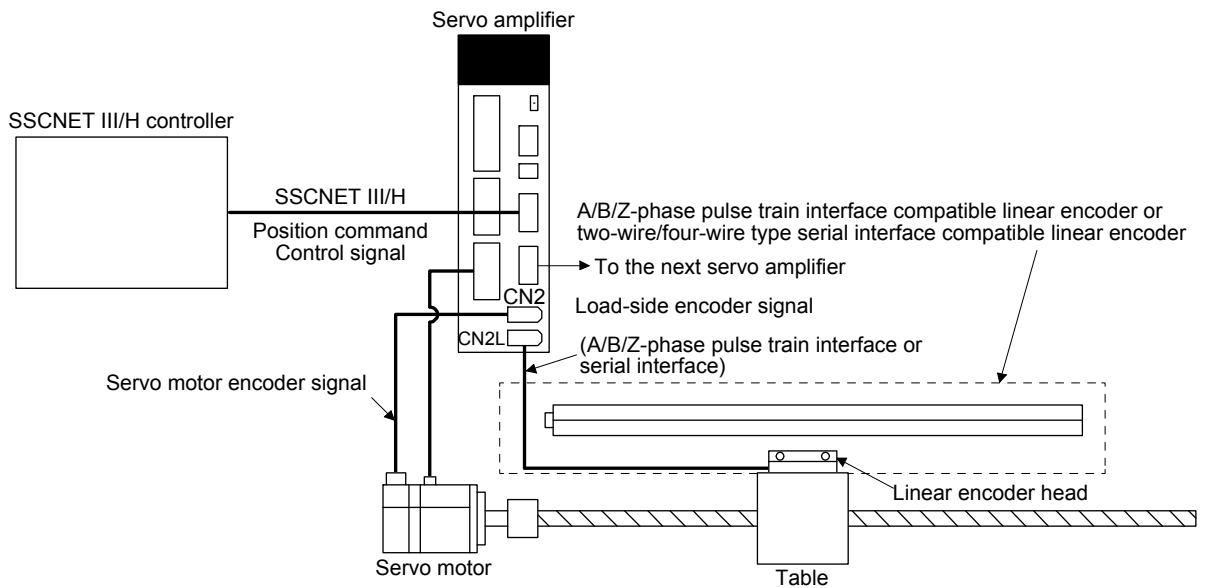 Servo amplifier
SSCNET III/H controller
SSCNET III/H
Position command
Control signal
A/B/Z-phase pulse train interface compatible linear encoder or
two-wire/four-wire type serial interface compatible linear encoder
To the next servo amplifier
CN2
Load-side encoder signal
CN2L
(A/B/Z-phase pulse train interface or
serial interface)
Servo motor encoder signal
Linear encoder head
Servo motor
Table